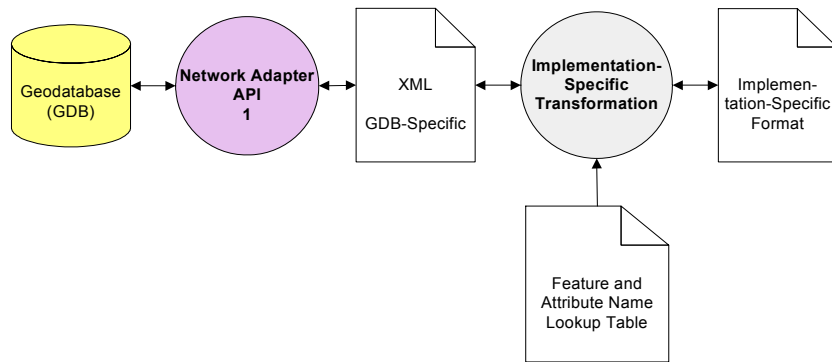 Geodatabase
(GDB)
Network Adapter
API
1
XML
GDB-Specific
Implementation-
Specific
Transformation
Implemen-
tation-Specific
Format
Feature and
Attribute Name
Lookup Table